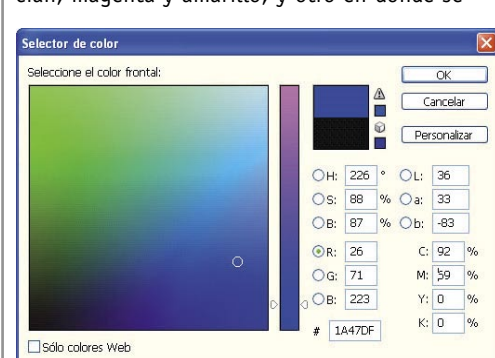 cian, magenta y amarillo, y otro en donde se
Selector de color
Seleccione el color frontal:
OK
Cancelar
Personalizar
H: 226 ° L: 36
S: 88 % a: 33
B: 87 % b: -83
R: 26 C: 92 %
G: 71 M: 59 %
B: 223 Y: 0 %
# 1A47DF K: 0 %
Sólo colores Web